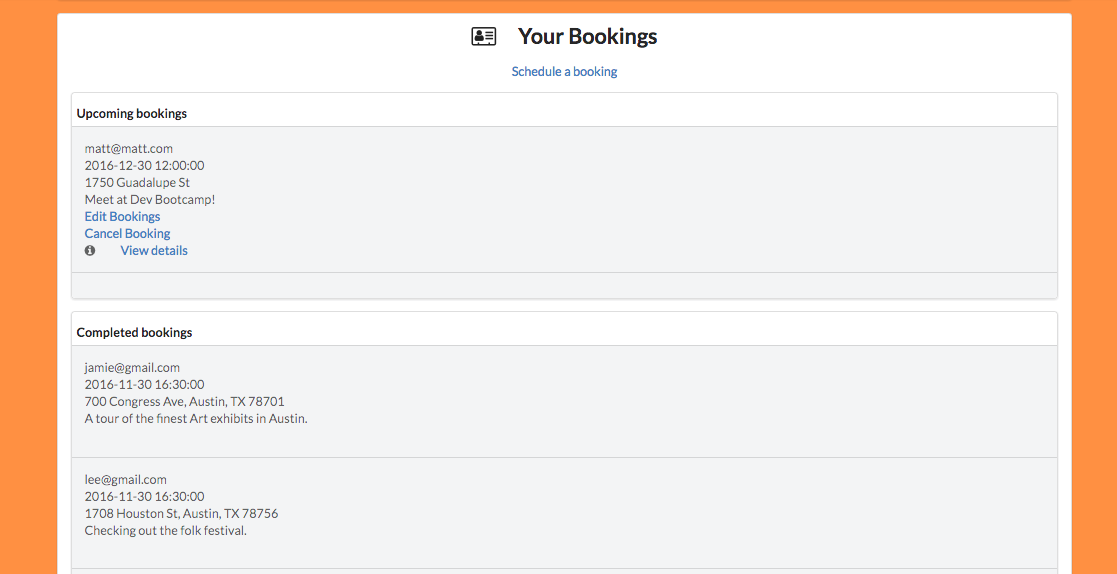 Your Bookings
Schedule a booking
Upcoming bookings
matt@matt.com
2016-12-30 12:00:00
1750 Guadalupe St
Meet at Dev Bootcamp!
Edit Bookings
Cancel Booking
View details
Completed bookings
jamie@gmail.com
2016-11-30 16:30:00
700 Congress Ave, Austin, TX 78701
A tour of the finest Art exhibits in Austin.
lee@gmail.com
2016-11-30 16:30:00
1708 Houston St, Austin, TX 78756
Checking out the folk festival.